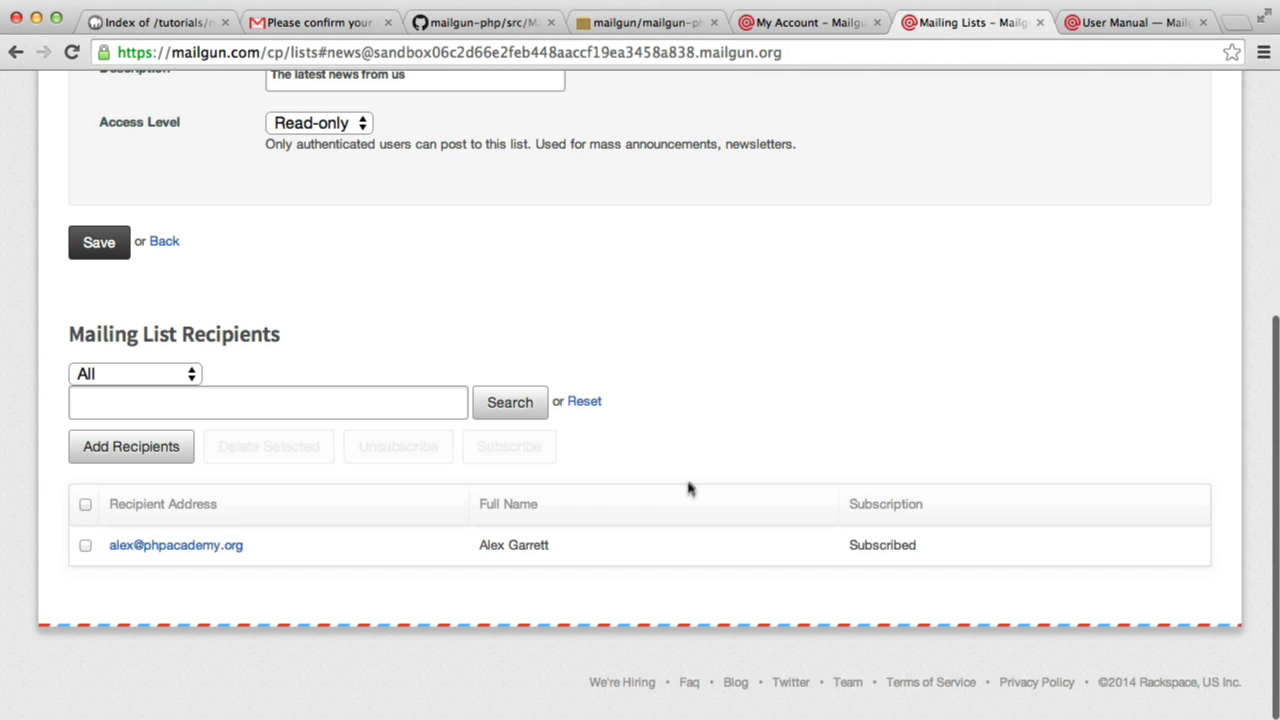 Index of /tutorials/
Please confirm your
mailgun-php/src/M
mailgun/mailgun-p
My Account – Mailgu
Mailing Lists – Mailg
User Manual — Mailg
https://mailgun.com/cp/lists#news@sandbox06c2d66e2feb448aaccf19ea3458a838.mailgun.org
Description
The latest news from us
Access Level
Read-only
Only authenticated users can post to this list. Used for mass announcements, newsletters.
Save or Back
Mailing List Recipients
All
Search or Reset
Add Recipients Delete Selected Unsubscribe Subscribe
Recipient Address Full Name Subscription
alex@phpacademy.org Alex Garrett Subscribed
We're Hiring • Faq • Blog • Twitter • Team • Terms of Service • Privacy Policy • ©2014 Rackspace, US Inc.